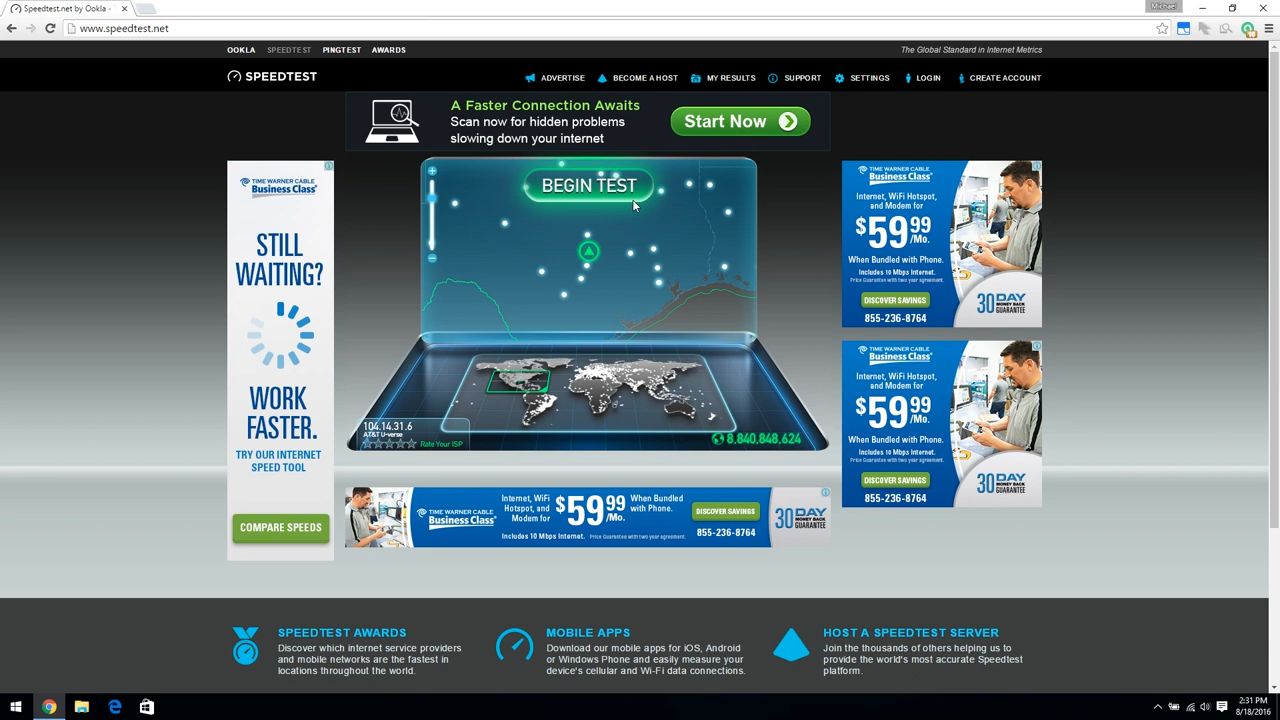 Speedtest.net by Ookla -
Michael
www.speedtest.net
OOKLA SPEEDTEST PINGTEST AWARDS
The Global Standard in Internet Metrics
SPEEDTEST
ADVERTISE BECOME A HOST MY RESULTS SUPPORT SETTINGS LOGIN CREATE ACCOUNT
A Faster Connection Awaits
Scan now for hidden problems
slowing down your internet
Start Now
TIME WARNER CABLE
Business Class
STILL
WAITING?
WORK
FASTER.
TRY OUR INTERNET
SPEED TOOL
COMPARE SPEEDS
BEGIN TEST
104.14.31.6
AT&T U-verse
Rate Your ISP
8,840,848,624
TIME WARNER CABLE
Business Class
Internet, WiFi Hotspot,
and Modem for
$59.99
/Mo.
When Bundled with Phone.
Includes 10 Mbps Internet.
Price Guarantee with two year agreement.
DISCOVER SAVINGS
855-236-8764
30 DAY
MONEY BACK
GUARANTEE
TIME WARNER CABLE
Business Class
Internet, WiFi Hotspot,
and Modem for
$59.99
/Mo.
When Bundled with Phone.
Includes 10 Mbps Internet.
Price Guarantee with two year agreement.
DISCOVER SAVINGS
855-236-8764
30 DAY
MONEY BACK
GUARANTEE
TIME WARNER CABLE
Business Class
Internet, WiFi
Hotspot, and
Modem for
$59.99
/Mo.
When Bundled
with Phone.
Includes 10 Mbps Internet. Price Guarantee with two year agreement.
DISCOVER SAVINGS
855-236-8764
30 DAY
MONEY BACK
GUARANTEE
SPEEDTEST AWARDS
Discover which internet service providers
and mobile networks are the fastest in
locations throughout the world.
MOBILE APPS
Download our mobile apps for iOS, Android
or Windows Phone and easily measure your
device's cellular and Wi-Fi data connections.
HOST A SPEEDTEST SERVER
Join the thousands of others helping us to
provide the world's most accurate Speedtest
platform.
2:31 PM
8/18/2016